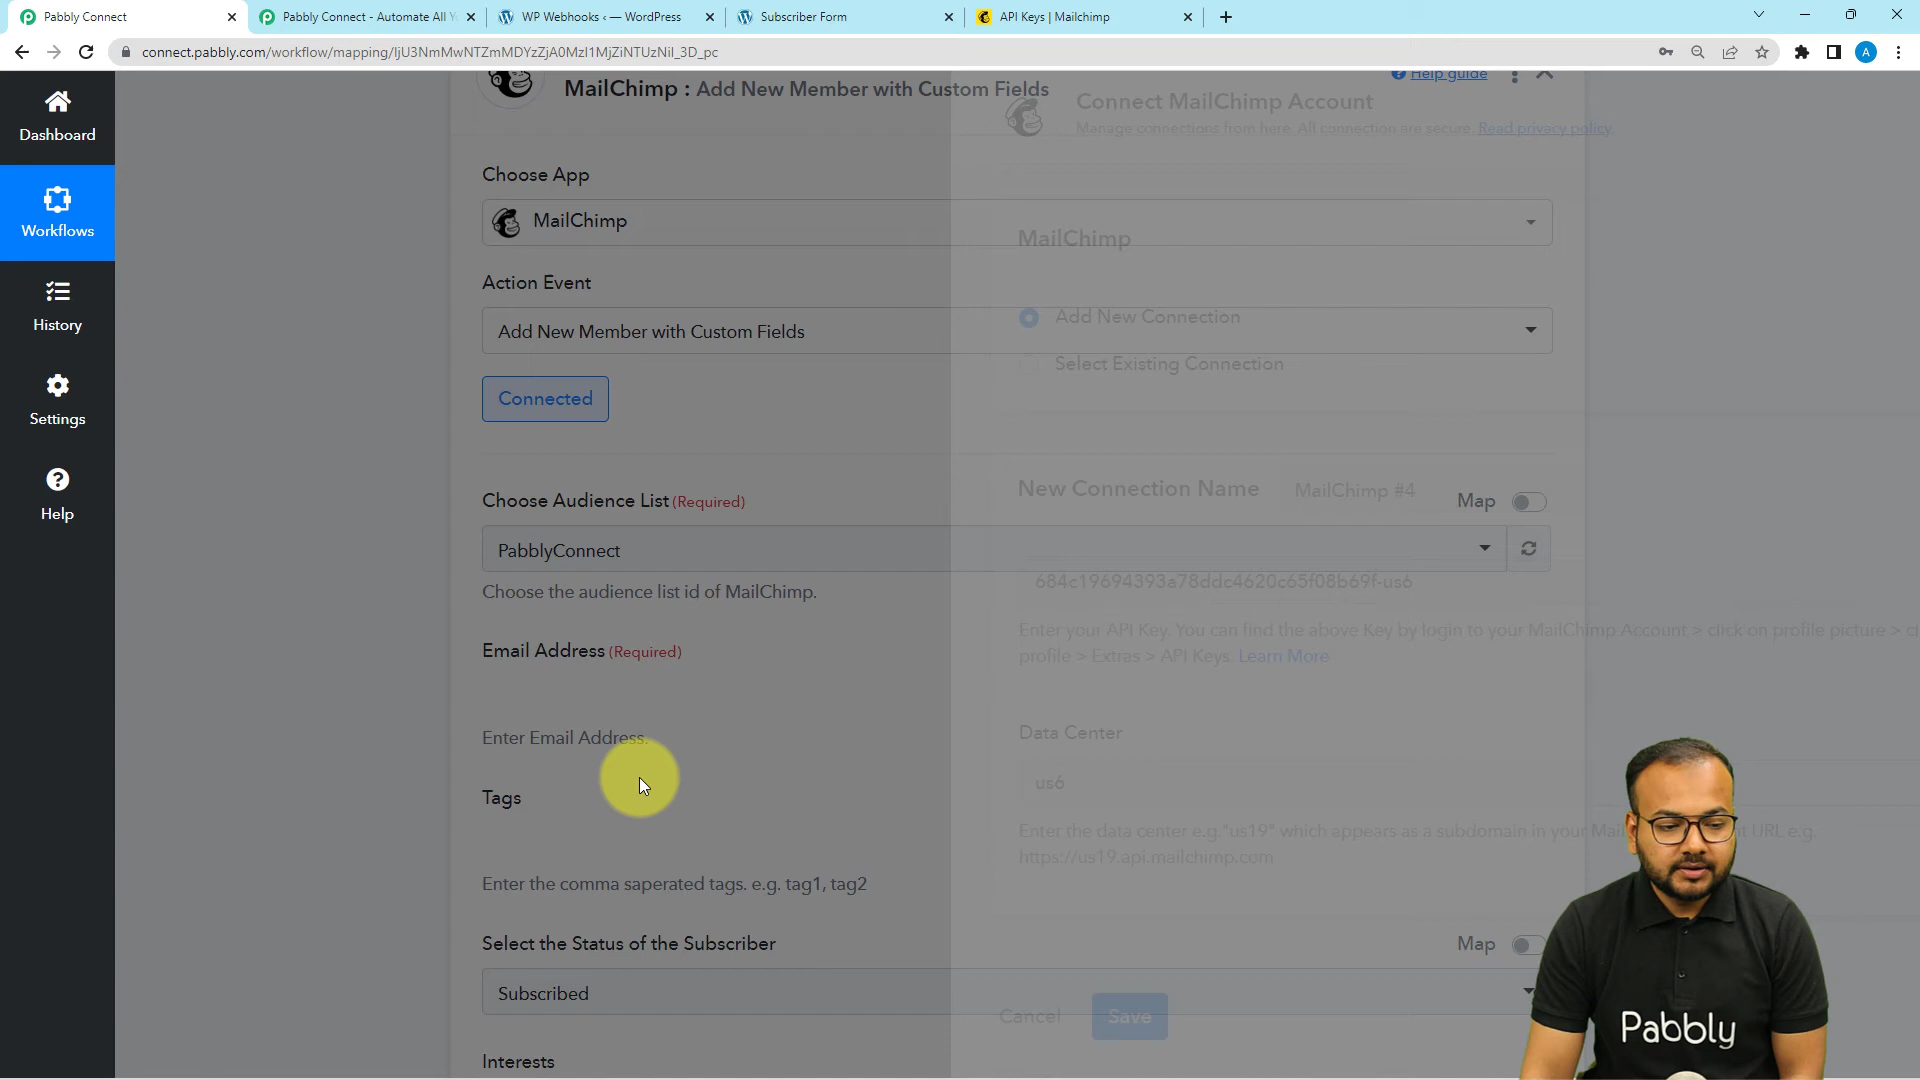 Pabbly Connect
Pabbly Connect - Automate All Y
WP Webhooks ‹ — WordPress
Subscriber Form
API Keys | Mailchimp
connect.pabbly.com/workflow/mapping/IjU3NmMwNTZmMDYzZjA0MzI1MjZiNTUzNiI_3D_pc
A
Dashboard
Workflows
History
Settings
Help
MailChimp : Add New Member with Custom Fields
Help guide
Connect MailChimp Account
Manage connections from here. All connection are secure. Read privacy policy.
Choose App
MailChimp
MailChimp
Action Event
Add New Member with Custom Fields
Add New Connection
Select Existing Connection
Connected
New Connection Name
MailChimp #4
Choose Audience List (Required)
Map
PabblyConnect
684c19694393a78ddc4620c65f08b69f-us6
Choose the audience list id of MailChimp.
Enter your API Key. You can find the above Key by login to your MailChimp Account > click on profile picture >
profile > Extras > API Keys. Learn More
Email Address (Required)
Enter Email Address.
Data Center
us6
Tags
Enter the data center e.g."us19" which appears as a subdomain in your URL e.g.
https://us19.api.mailchimp.com
Enter the comma saperated tags. e.g. tag1, tag2
Select the Status of the Subscriber
Map
Subscribed
Cancel
Save
Interests
Pabbly